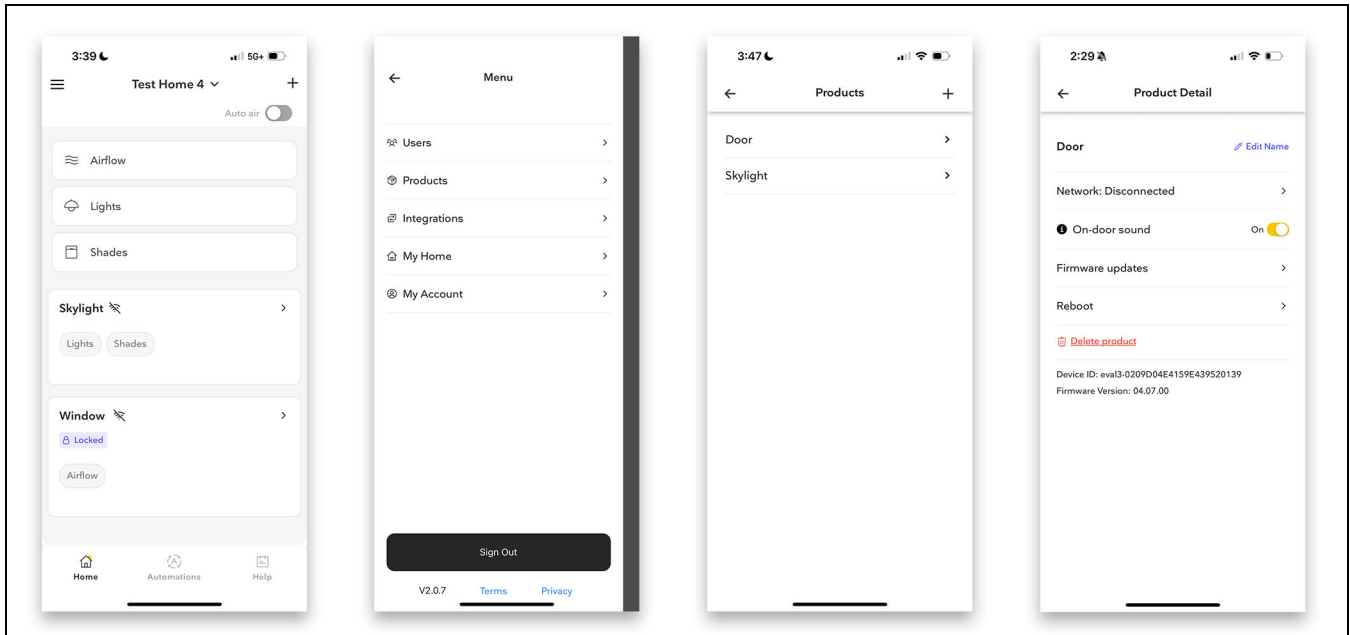 3:39
5G+
Test Home 4
Auto air
Airflow
Lights
Shades
Skylight
Lights Shades
Window
Locked
Airflow
Home Automations Help
Menu
Users
Products
Integrations
My Home
My Account
Sign Out
V2.0.7 Terms Privacy
3:47
Products
Door
Skylight
2:29
Product Detail
Door Edit Name
Network: Disconnected
On-door sound On
Firmware updates
Reboot
Delete product
Device ID: eval3-0209D04E4159E439520139
Firmware Version: 04.07.00